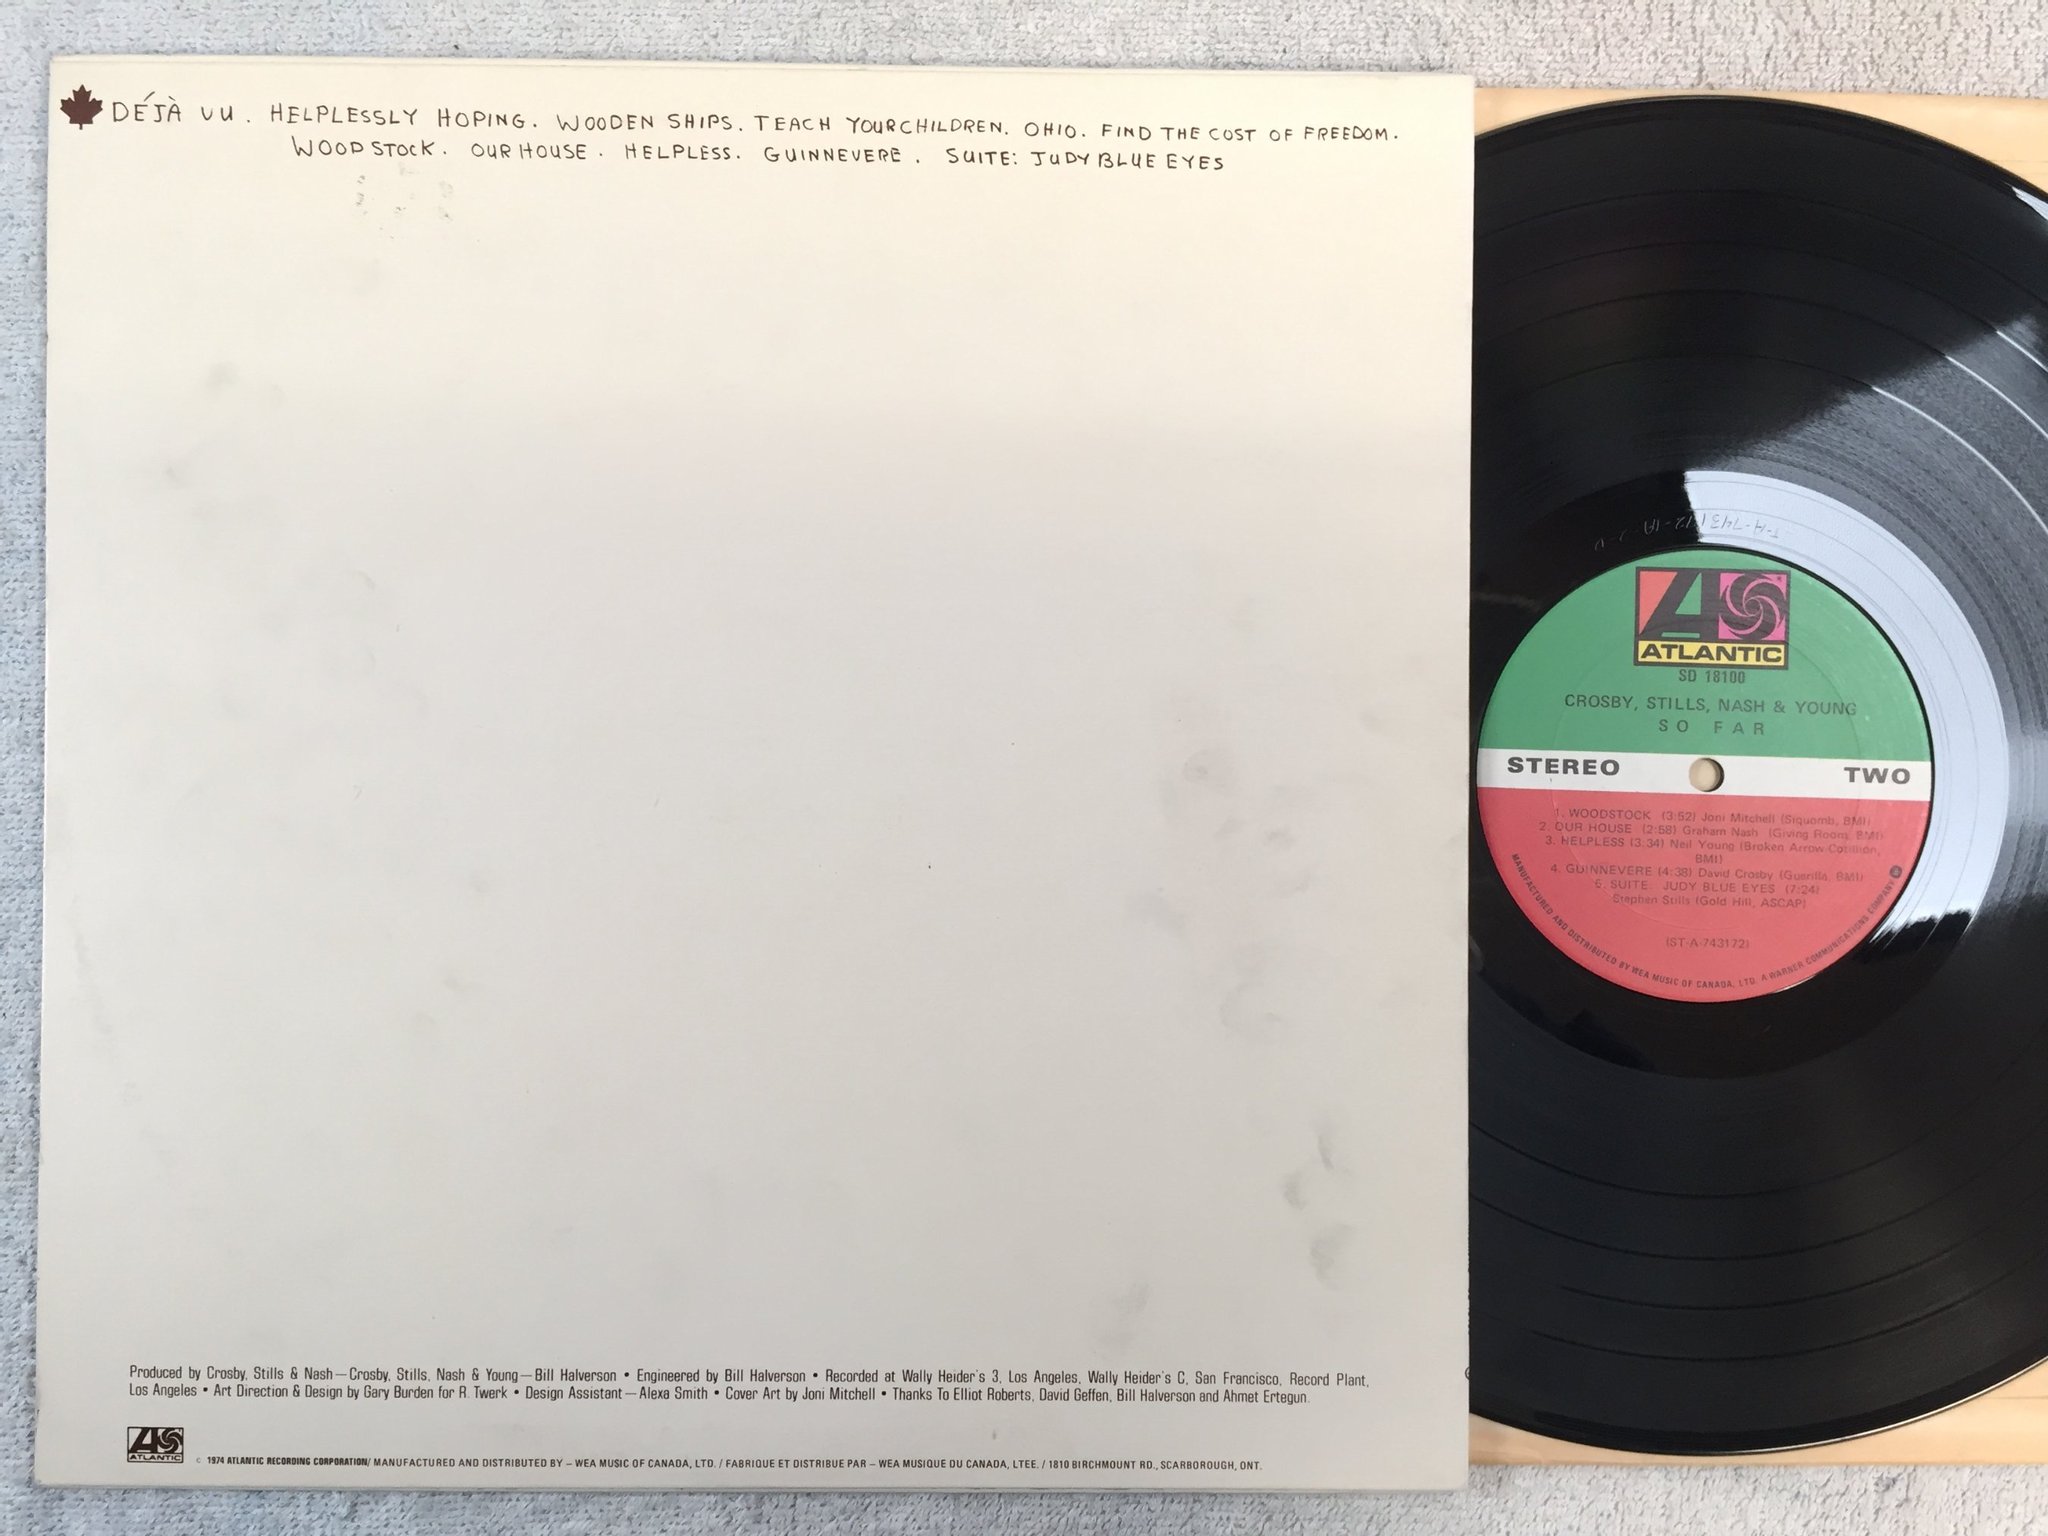 DÉJÀ VU. HELPLESSLY HOPING. WOODEN SHIPS. TEACH YOUR CHILDREN. OHIO. FIND THE COST OF FREEDOM.
WOODSTOCK. OUR HOUSE. HELPLESS. GUINNEVERE. SUITE: JUDY BLUE EYES
Produced by Crosby, Stills & Nash—Crosby, Stills, Nash & Young—Bill Halverson • Engineered by Bill Halverson • Recorded at Wally Heider's 3, Los Angeles, Wally Heider's C, San Francisco, Record Plant,
Los Angeles • Art Direction & Design by Gary Burden for R. Twerk • Design Assistant—Alexa Smith • Cover Art by Joni Mitchell • Thanks To Elliot Roberts, David Geffen, Bill Halverson and Ahmet Ertegun.
ATLANTIC
© 1974 ATLANTIC RECORDING CORPORATION/ MANUFACTURED AND DISTRIBUTED BY – WEA MUSIC OF CANADA, LTD. / FABRIQUE ET DISTRIBUE PAR – WEA MUSIQUE DU CANADA, LTEE. / 1810 BIRCHMOUNT RD., SCARBOROUGH, ONT.
ATLANTIC
SD 18100
CROSBY, STILLS, NASH & YOUNG
SO FAR
STEREO TWO
1. WOODSTOCK (3:52) Joni Mitchell (Siquomb, BMI)
2. OUR HOUSE (2:58) Graham Nash (Giving Room, BMI)
3. HELPLESS (3:34) Neil Young (Broken Arrow Cotillion,
BMI)
4. GUINNEVERE (4:38) David Crosby (Guerilla, BMI)
5. SUITE: JUDY BLUE EYES (7:24)
Stephen Stills (Gold Hill, ASCAP)
(ST-A-743172)
MANUFACTURED AND DISTRIBUTED BY WEA MUSIC OF CANADA, LTD. A WARNER COMMUNICATIONS COMPANY